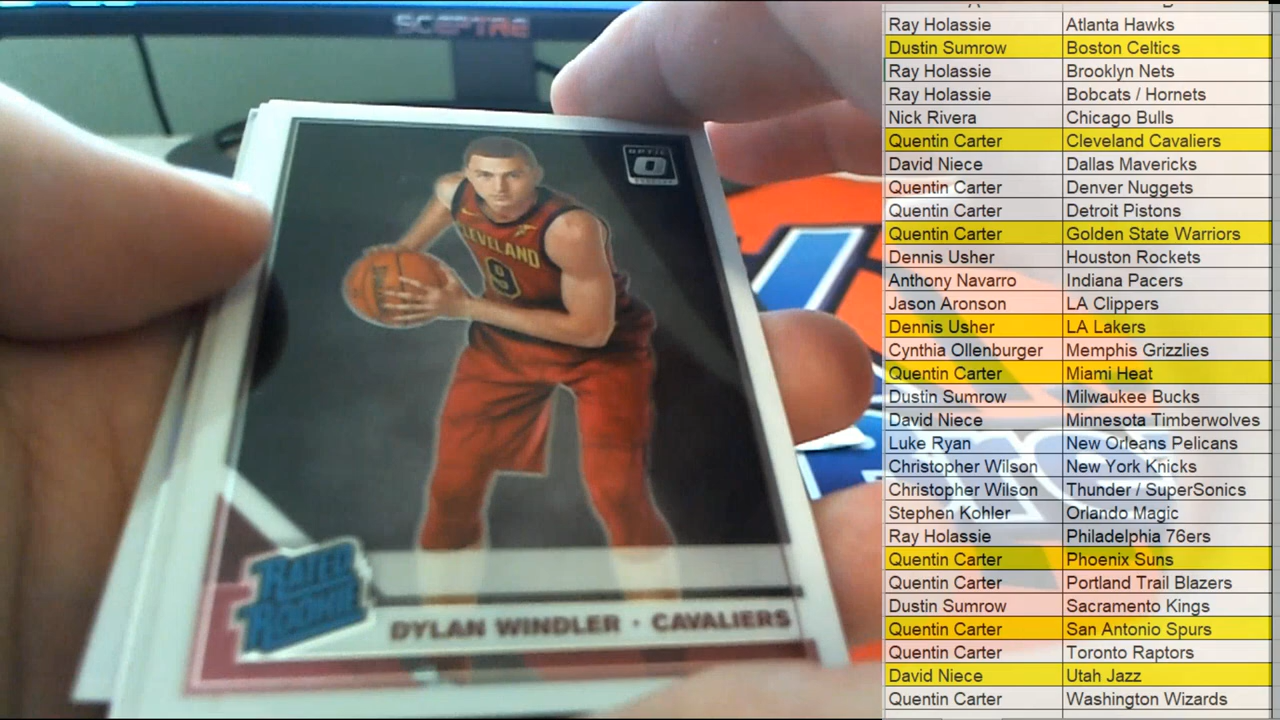 SCEPTRE
OPTIC
CLEVELAND
9
RATED
ROOKIE
DYLAN WINDLER · CAVALIERS
Ray Holassie Atlanta Hawks
Dustin Sumrow Boston Celtics
Ray Holassie Brooklyn Nets
Ray Holassie Bobcats / Hornets
Nick Rivera Chicago Bulls
Quentin Carter Cleveland Cavaliers
David Niece Dallas Mavericks
Quentin Carter Denver Nuggets
Quentin Carter Detroit Pistons
Quentin Carter Golden State Warriors
Dennis Usher Houston Rockets
Anthony Navarro Indiana Pacers
Jason Aronson LA Clippers
Dennis Usher LA Lakers
Cynthia Ollenburger Memphis Grizzlies
Quentin Carter Miami Heat
Dustin Sumrow Milwaukee Bucks
David Niece Minnesota Timberwolves
Luke Ryan New Orleans Pelicans
Christopher Wilson New York Knicks
Christopher Wilson Thunder / SuperSonics
Stephen Kohler Orlando Magic
Ray Holassie Philadelphia 76ers
Quentin Carter Phoenix Suns
Quentin Carter Portland Trail Blazers
Dustin Sumrow Sacramento Kings
Quentin Carter San Antonio Spurs
Quentin Carter Toronto Raptors
David Niece Utah Jazz
Quentin Carter Washington Wizards